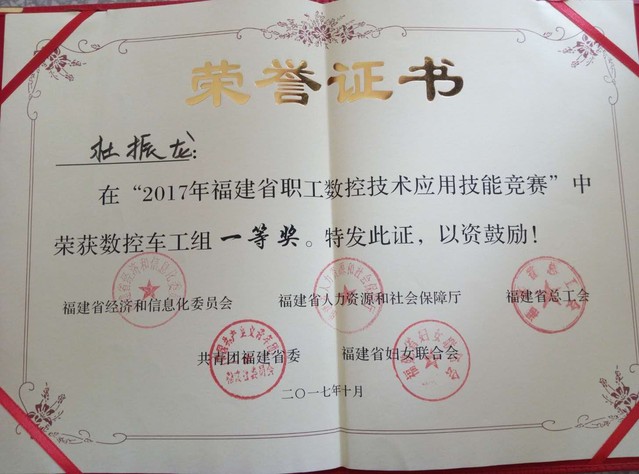 荣誉证书
杜振龙：
在“2017年福建省职工数控技术应用技能竞赛”中
荣获数控车工组 一等奖。特发此证，以资鼓励！
福建省经济和信息化委员会 福建省人力资源和社会保障厅 福建省总工会
共青团福建省委 福建省妇女联合会
二〇一七年十月